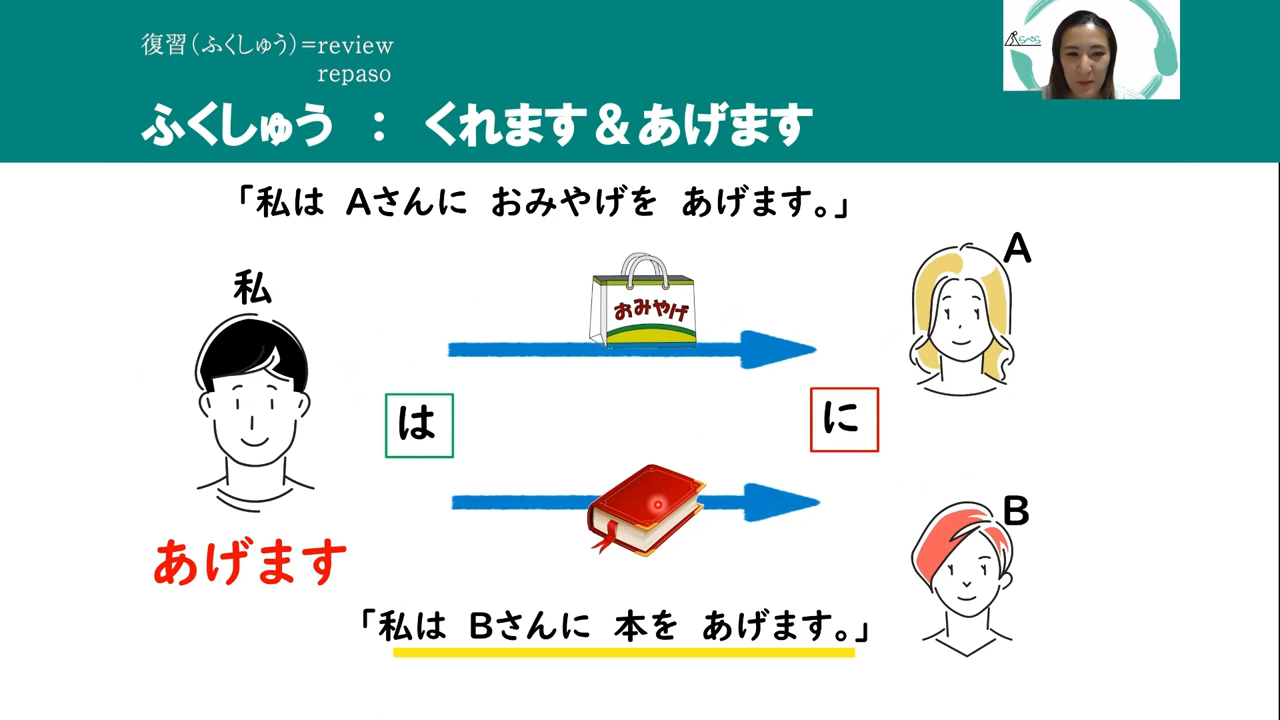 復習(ふくしゅう)=review
repaso
ふくしゅう : くれます&あげます
「私は Aさんに おみやげを あげます。」
私
おみやげ
A
は
に
B
あげます
「私は Bさんに 本を あげます。」